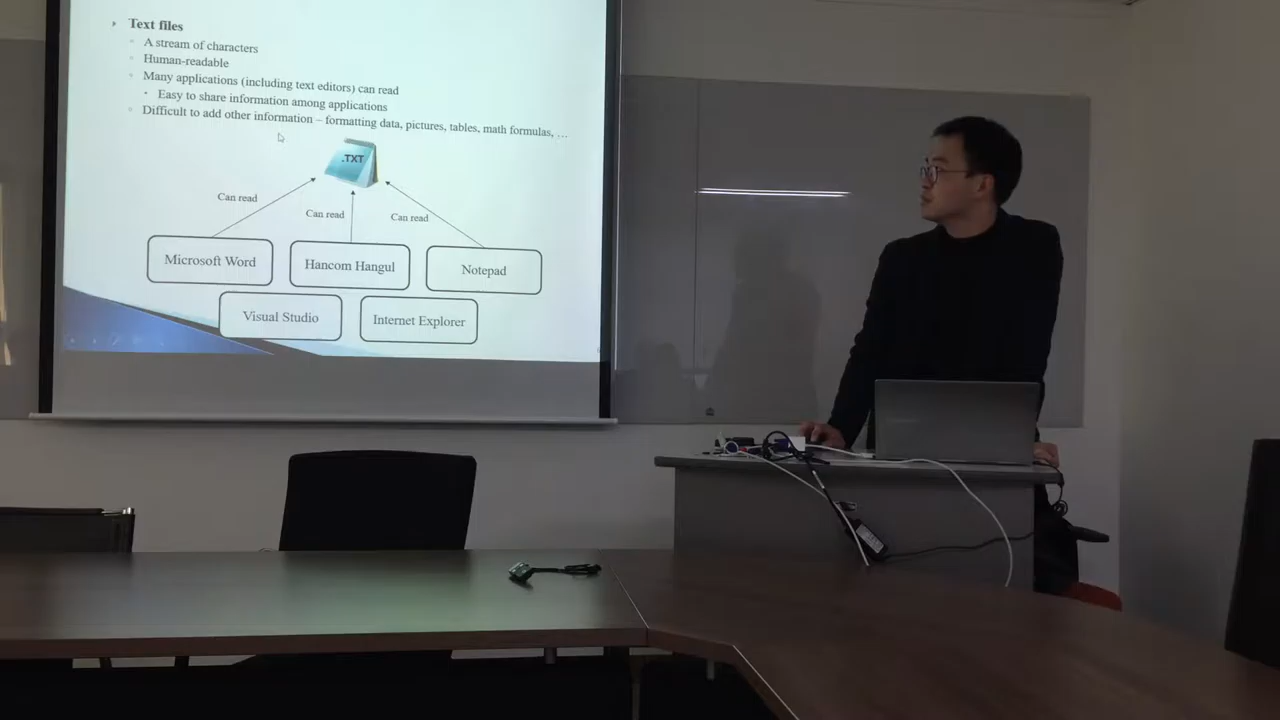 Text files
A stream of characters
Human-readable
Many applications (including text editors) can read
Easy to share information among applications
Difficult to add other information – formatting data, pictures, tables, math formulas, …
.TXT
Can read
Can read
Can read
Microsoft Word
Hancom Hangul
Notepad
Visual Studio
Internet Explorer